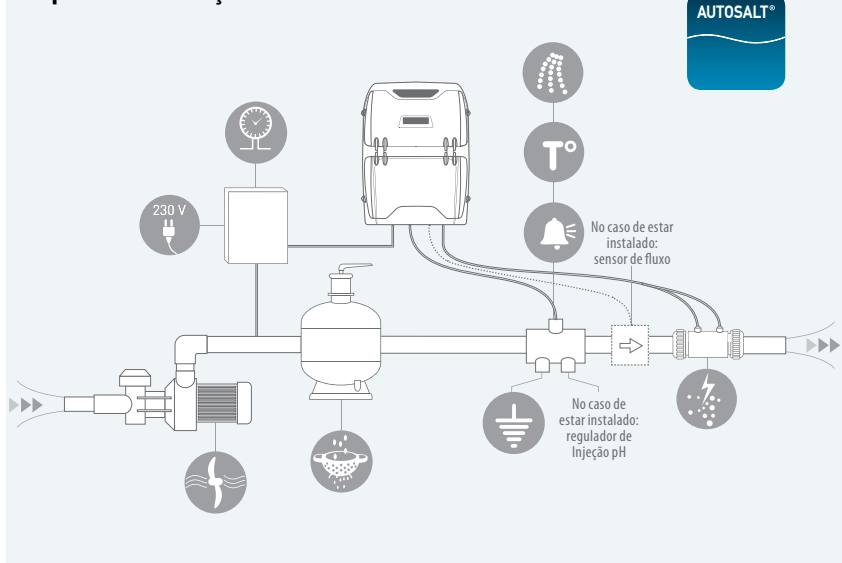 AUTOSALT®
230 V
T°
No caso de estar
instalado:
sensor de fluxo
No caso de
estar instalado:
regulador de
Injeção pH